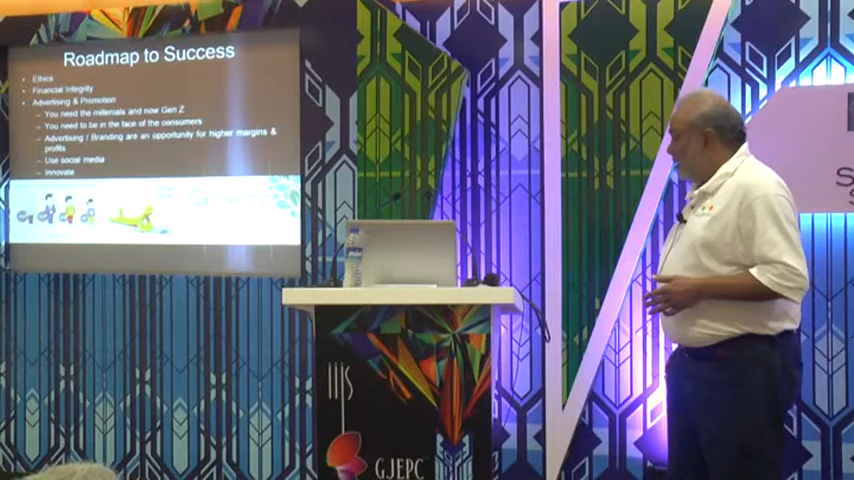 Roadmap to Success
• Ethics
• Financial Integrity
• Advertising & Promotion
– You need the millenials and now Gen Z
– You need to be in the face of the consumers
– Advertising / Branding are an opportunity for higher margins &
profits
– Use social media
– Innovate
IIJS
GJEPC